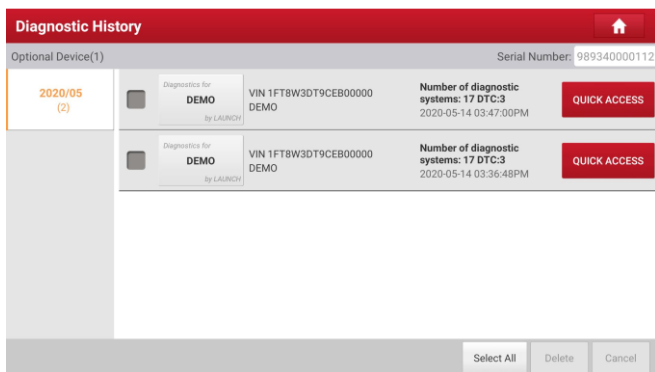 Diagnostic History
Optional Device(1)
Serial Number: 989340000112
2020/05
(2)
Diagnostics for
DEMO
by LAUNCH
VIN 1FT8W3DT9CEB00000
DEMO
Number of diagnostic
systems: 17 DTC:3
2020-05-14 03:47:00PM
QUICK ACCESS
Diagnostics for
DEMO
by LAUNCH
VIN 1FT8W3DT9CEB00000
DEMO
Number of diagnostic
systems: 17 DTC:3
2020-05-14 03:36:48PM
QUICK ACCESS
Select All
Delete
Cancel